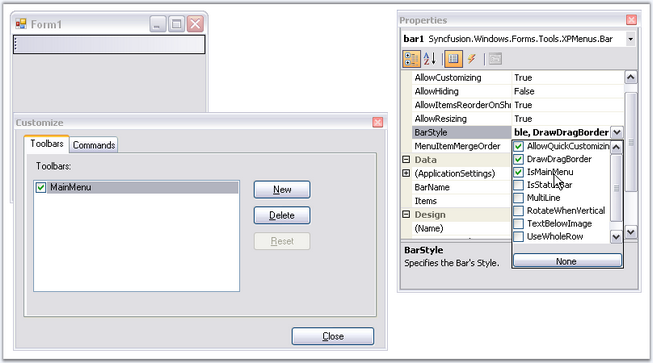 Form1
Customize
Toolbars
Commands
Toolbars:
MainMenu
New
Delete
Reset
Close
Properties
bar1 Syncfusion.Windows.Forms.Tools.XPMenus.Bar
AllowCustomizing True
AllowHiding False
AllowItemsReorderOnShi True
AllowResizing True
BarStyle ble, DrawDragBorder
MenuItemMergeOrder
Data
(ApplicationSettings)
BarName
Items
Design
(Name)
AllowQuickCustomizin
DrawDragBorder
IsMainMenu
IsStatusBar
MultiLine
RotateWhenVertical
TextBelowImage
UseWholeRow
None
BarStyle
Specifies the Bar's Style.